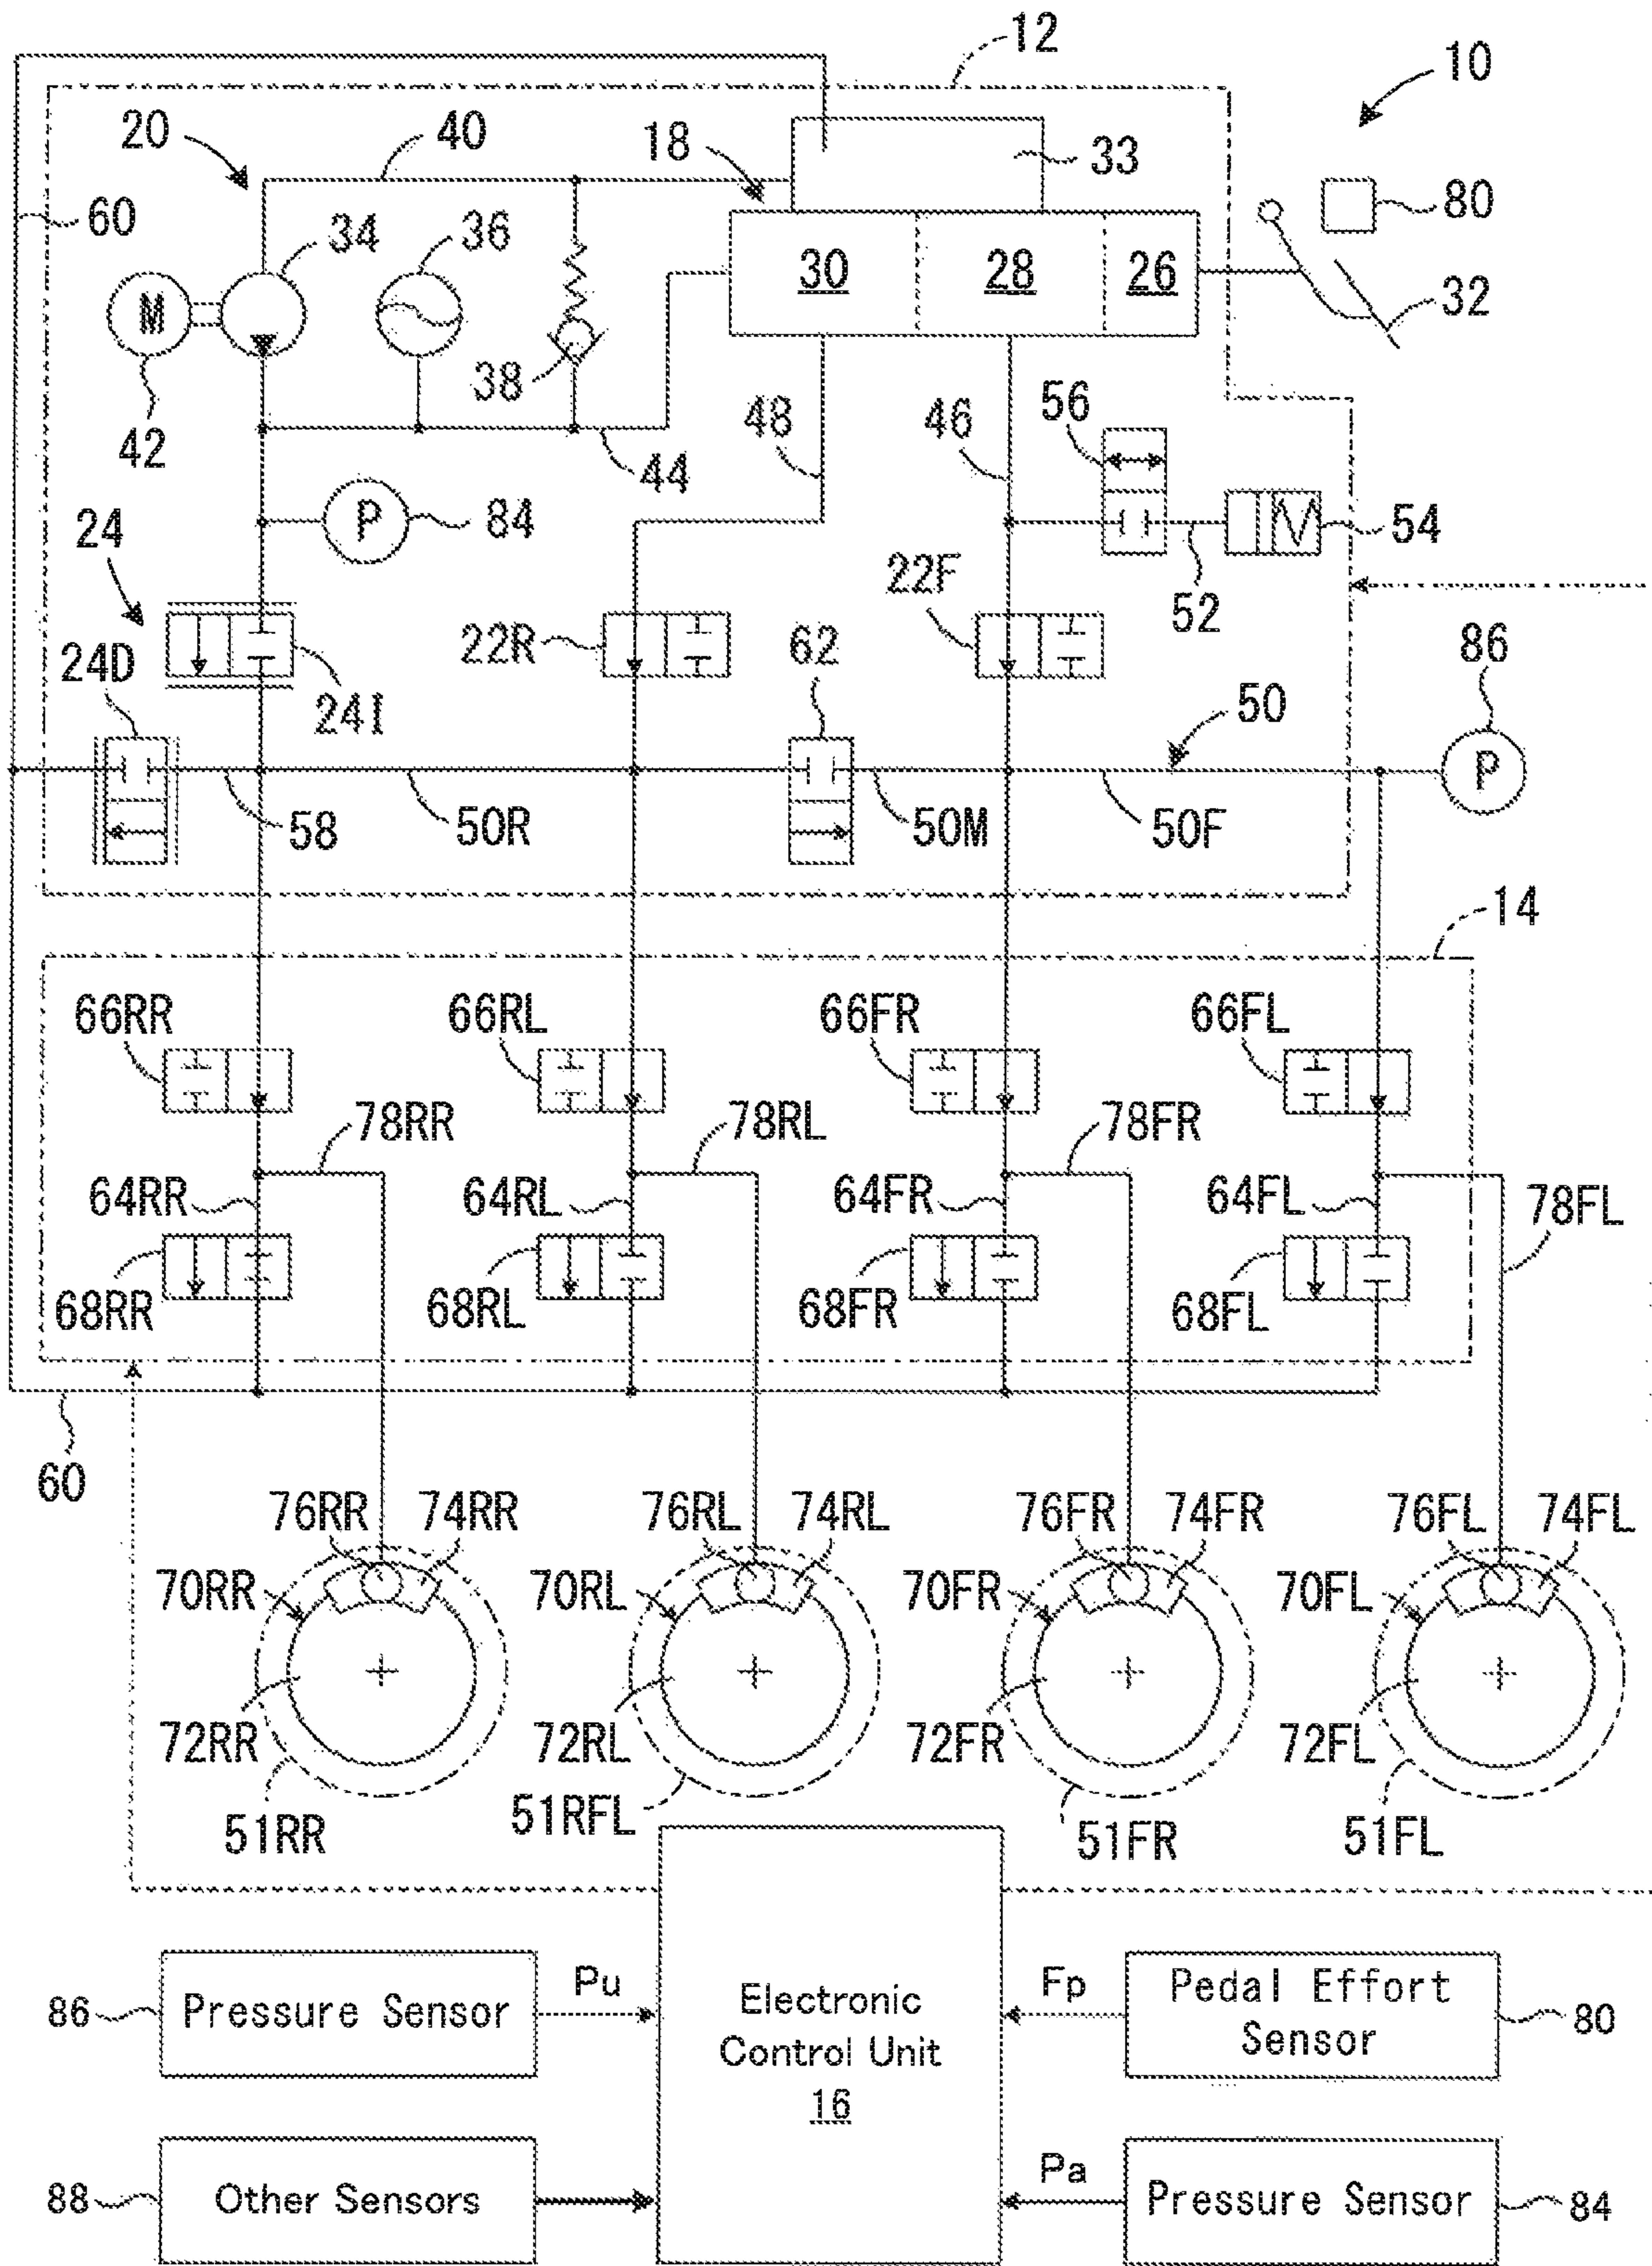 12
10
20
40
18
33
80
60
34
36
30
28
26
32
M
38
42
48
46
56
44
24
P
84
54
22F
52
24D
22R
62
86
24I
50
P
58
50R
50M
50F
14
66RR
66RL
66FR
66FL
78RR
78RL
78FR
64RR
64RL
64FR
64FL
78FL
68RR
68RL
68FR
68FL
60
76RR
74RR
76RL
74RL
76FR
74FR
76FL
74FL
70RR
70RL
70FR
70FL
72RR
72RL
72FR
72FL
51RR
51RFL
51FR
51FL
86
Pressure Sensor
Pu
Electronic
Control Unit
16
Fp
Pedal Effort
Sensor
80
88
Other Sensors
Pa
Pressure Sensor
84